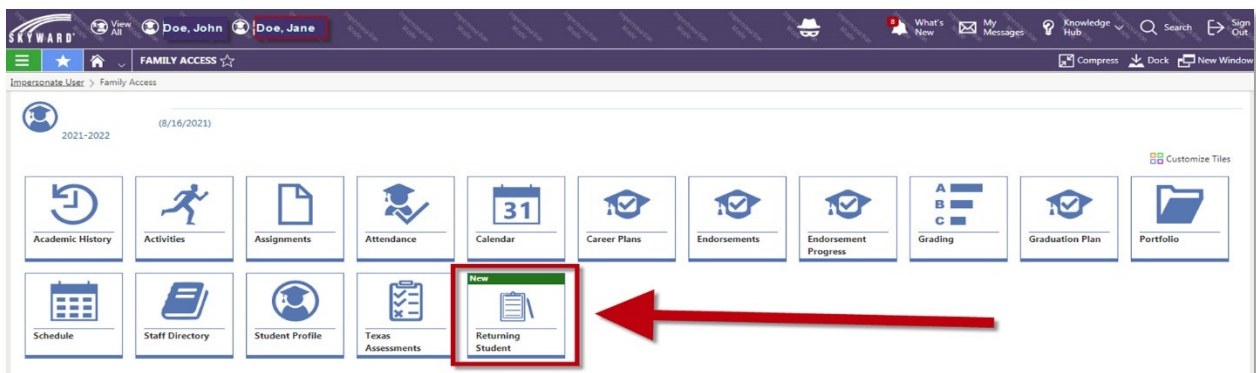 SKYWARD® View All Doe, John Doe, Jane 8 What's New My Messages Knowledge Hub Search Sign Out
FAMILY ACCESS Compress Dock New Window
Impersonate User > Family Access
2021-2022 (8/16/2021)
Customize Tiles
31
A
B
C
Academic History Activities Assignments Attendance Calendar Career Plans Endorsements Endorsement Progress Grading Graduation Plan Portfolio
New
Schedule Staff Directory Student Profile Texas Assessments Returning Student